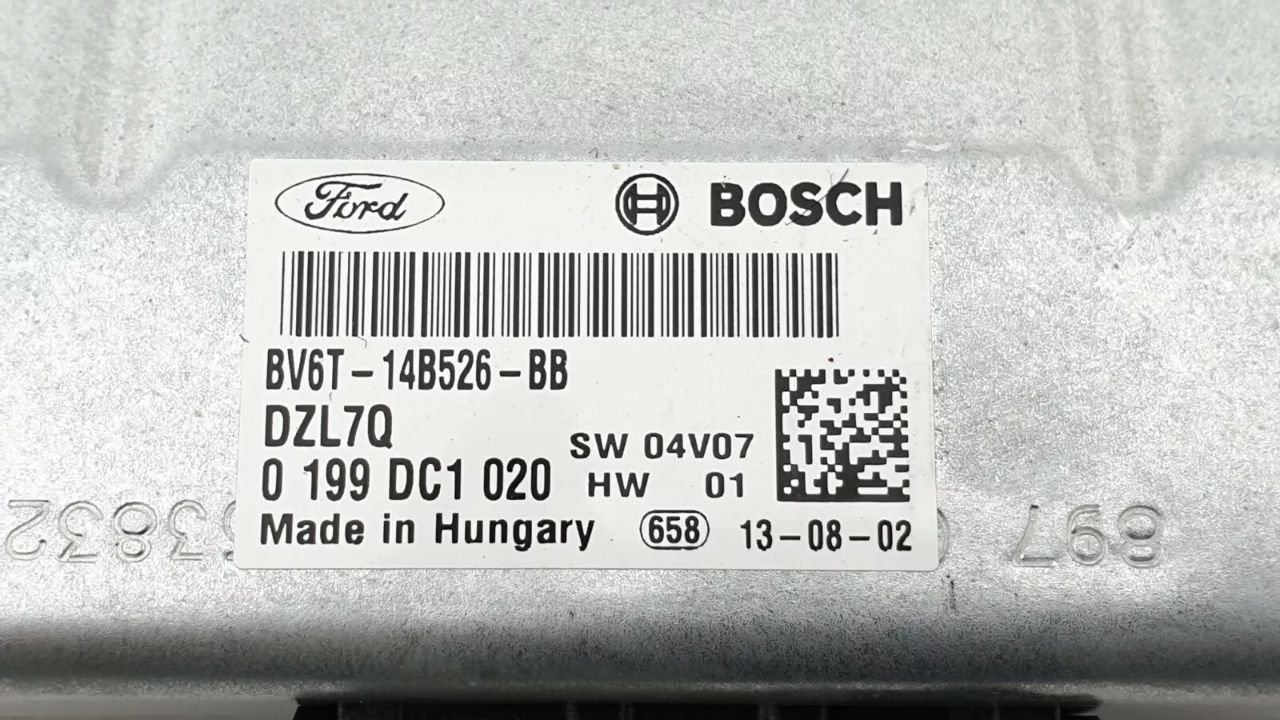 Ford BOSCH
BV6T-14B526-BB
DZL7Q
SW 04V07
0 199 DC1 020
HW 01
Made in Hungary 658 13-08-02